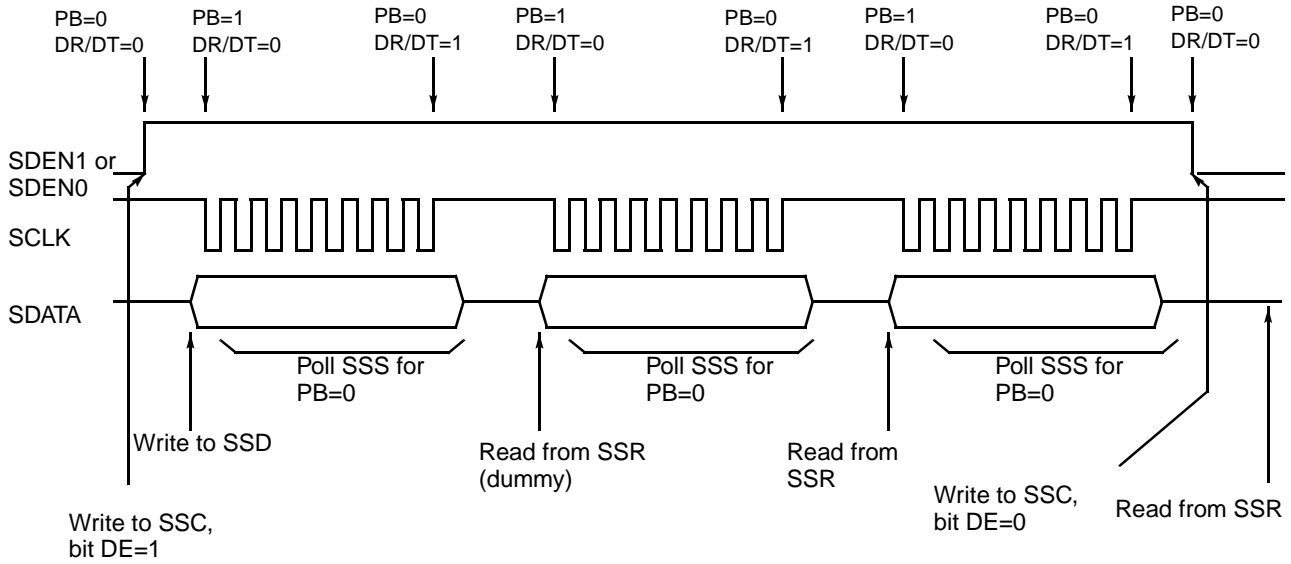 PB=0
DR/DT=0
PB=1
DR/DT=0
PB=0
DR/DT=1
PB=1
DR/DT=0
PB=0
DR/DT=1
PB=1
DR/DT=0
PB=0
DR/DT=1
PB=0
DR/DT=0
SDEN1 or
SDEN0
SCLK
SDATA
Poll SSS for
PB=0
Poll SSS for
PB=0
Poll SSS for
PB=0
Write to SSD
Read from SSR
(dummy)
Read from
SSR
Write to SSC,
bit DE=0
Read from SSR
Write to SSC,
bit DE=1